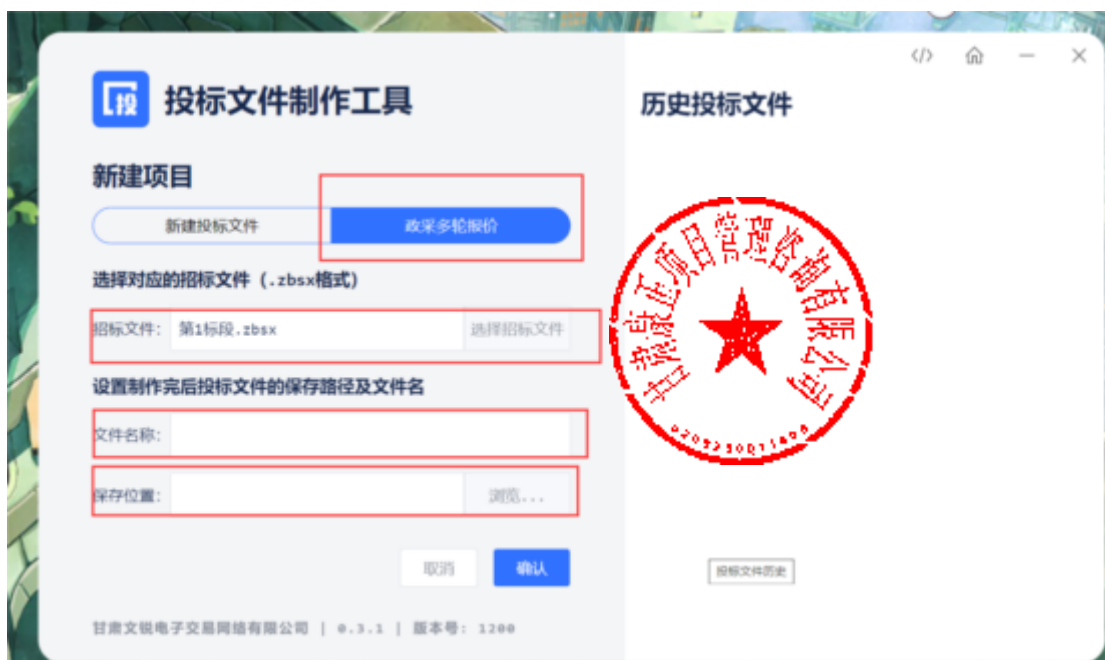 投
投标文件制作工具
新建项目
新建投标文件
政采多轮报价
选择对应的招标文件（.zbsx格式）
招标文件：
第1标段.zbsx
选择招标文件
设置制作完后投标文件的保存路径及文件名
文件名称：
保存位置：
浏览...
取消
确认
甘肃文锐电子交易网络有限公司 | 0.3.1 | 版本号: 1200
</>
历史投标文件
项目管理咨询有限公司
投标文件历史